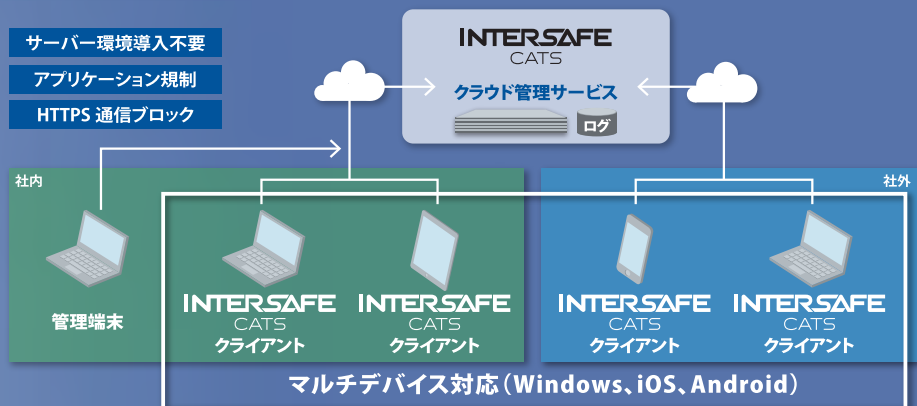 サーバー環境導入不要
アプリケーション規制
HTTPS 通信ブロック
INTERSAFE
CATS
クラウド管理サービス
ログ
社内
管理端末
INTERSAFE
CATS
クライアント
INTERSAFE
CATS
クライアント
社外
INTERSAFE
CATS
クライアント
INTERSAFE
CATS
クライアント
マルチデバイス対応(Windows、iOS、Android)